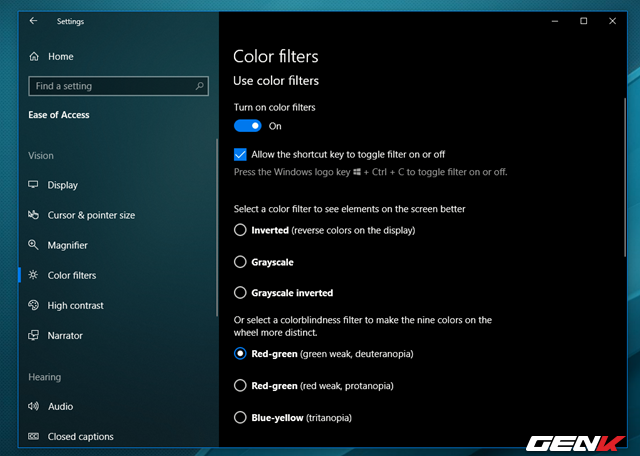 Settings
Home
Find a setting
Ease of Access
Vision
Display
Cursor & pointer size
Magnifier
Color filters
High contrast
Narrator
Hearing
Audio
Closed captions
Color filters
Use color filters
Turn on color filters
On
Allow the shortcut key to toggle filter on or off
Press the Windows logo key + Ctrl + C to toggle filter on or off.
Select a color filter to see elements on the screen better
Inverted (reverse colors on the display)
Grayscale
Grayscale inverted
Or select a colorblindness filter to make the nine colors on the
wheel more distinct.
Red-green (green weak, deuteranopia)
Red-green (red weak, protanopia)
Blue-yellow (tritanopia)
GENK